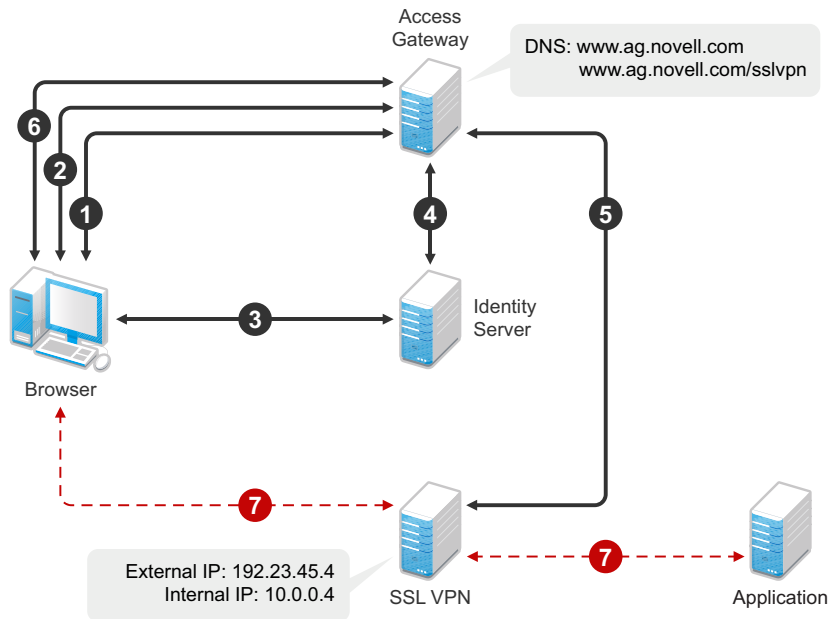 Access
Gateway
DNS: www.ag.novell.com
www.ag.novell.com/sslvpn
6
2
1
4
5
3
Identity
Server
Browser
7
7
External IP: 192.23.45.4
Internal IP: 10.0.0.4
SSL VPN
Application